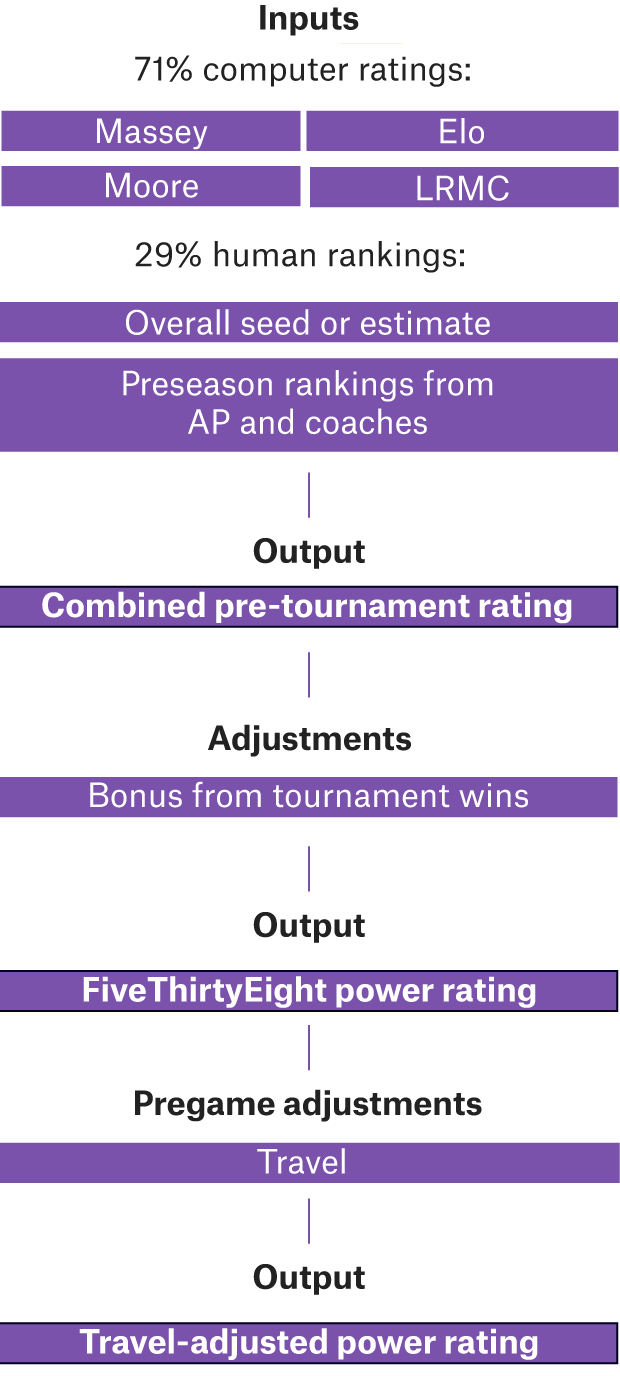 Inputs
71% computer ratings:
Massey
Elo
Moore
LRMC
29% human rankings:
Overall seed or estimate
Preseason rankings from
AP and coaches
Output
Combined pre-tournament rating
Adjustments
Bonus from tournament wins
Output
FiveThirtyEight power rating
Pregame adjustments
Travel
Output
Travel-adjusted power rating